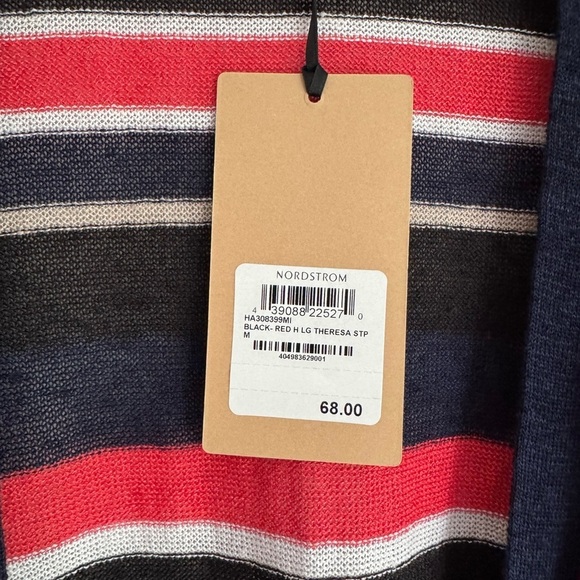 NORDSTROM
4 39088 22527 0
HA308399MI
BLACK- RED H LG THERESA STP
M
404983629001
68.00